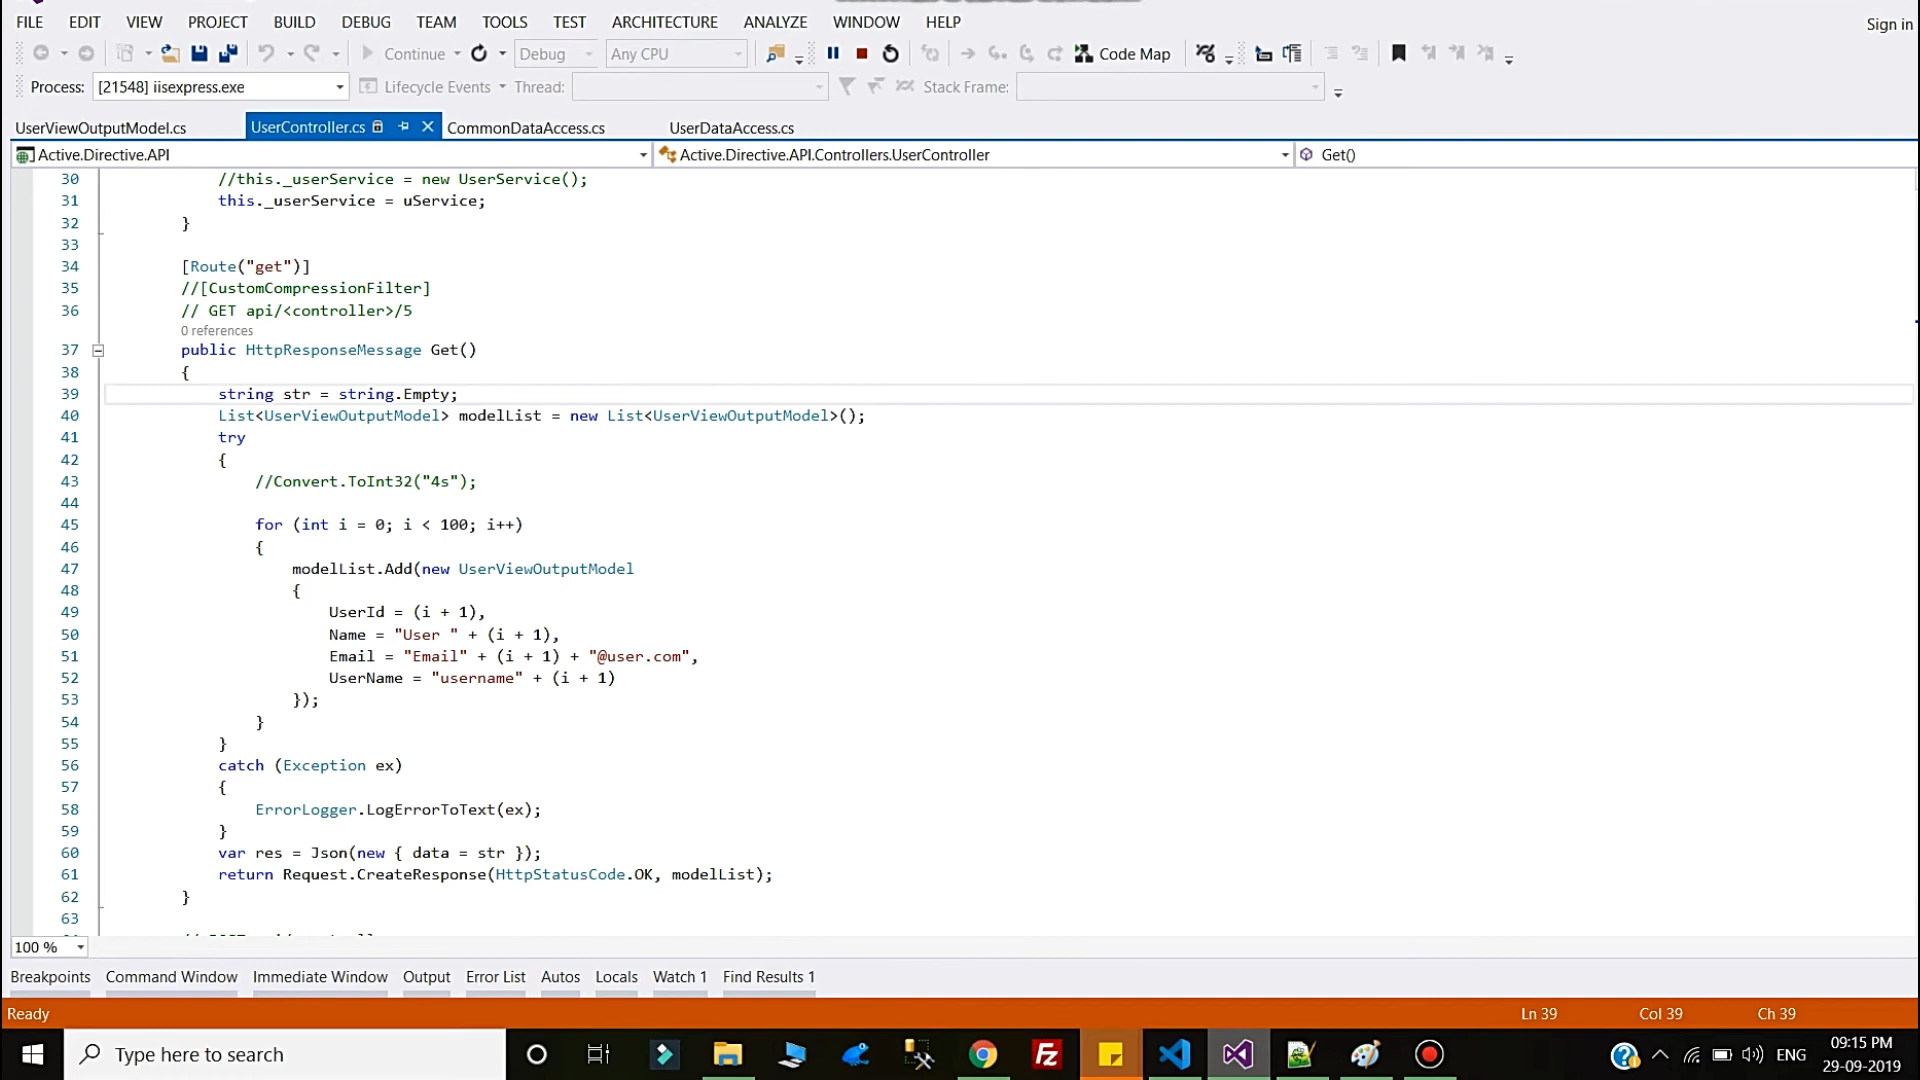 FILE EDIT VIEW PROJECT BUILD DEBUG TEAM TOOLS TEST ARCHITECTURE ANALYZE WINDOW HELP Sign in
Continue Debug Any CPU Code Map
Process: [21548] iisexpress.exe Lifecycle Events Thread: Stack Frame:
UserViewOutputModel.cs UserController.cs CommonDataAccess.cs UserDataAccess.cs
Active.Directive.API Active.Directive.API.Controllers.UserController Get()
30 //this._userService = new UserService();
31 this._userService = uService;
32 }
33
34 [Route("get")]
35 //[CustomCompressionFilter]
36 // GET api/<controller>/5
0 references
37 public HttpResponseMessage Get()
38 {
39 string str = string.Empty;
40 List<UserViewOutputModel> modelList = new List<UserViewOutputModel>();
41 try
42 {
43 //Convert.ToInt32("4s");
44
45 for (int i = 0; i < 100; i++)
46 {
47 modelList.Add(new UserViewOutputModel
48 {
49 UserId = (i + 1),
50 Name = "User " + (i + 1),
51 Email = "Email" + (i + 1) + "@user.com",
52 UserName = "username" + (i + 1)
53 });
54 }
55 }
56 catch (Exception ex)
57 {
58 ErrorLogger.LogErrorToText(ex);
59 }
60 var res = Json(new { data = str });
61 return Request.CreateResponse(HttpStatusCode.OK, modelList);
62 }
63
100 %
Breakpoints Command Window Immediate Window Output Error List Autos Locals Watch 1 Find Results 1
Ready Ln 39 Col 39 Ch 39
Type here to search ENG 09:15 PM
29-09-2019